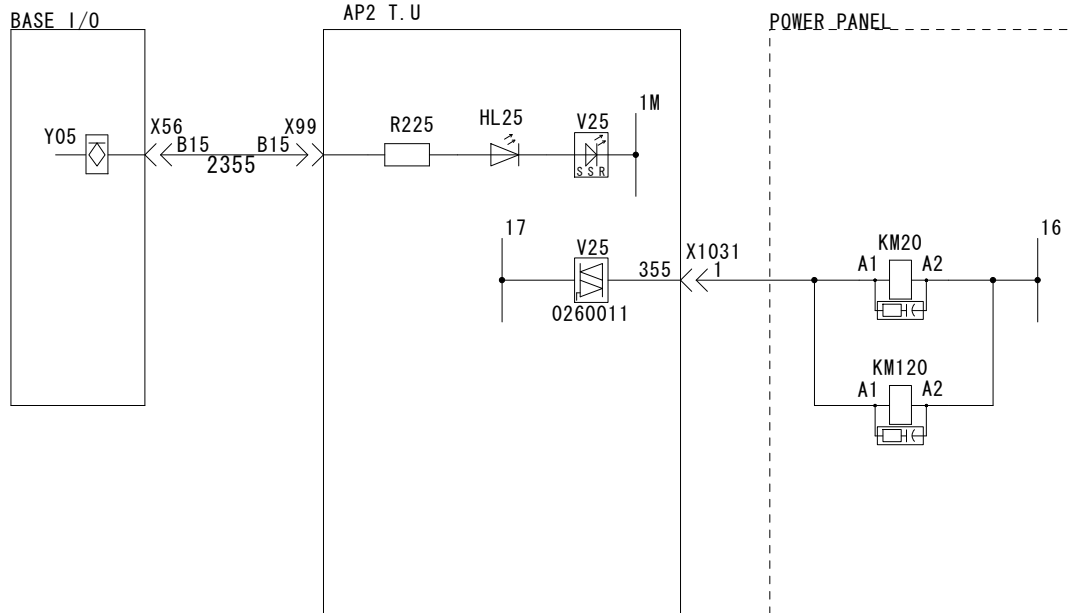 BASE I/O
AP2 T.U
POWER PANEL
Y05
X56
B15
2355
B15
X99
R225
HL25
V25
SSR
1M
17
V25
0260011
355
X1031
1
A1
KM20
A2
16
A1
KM120
A2